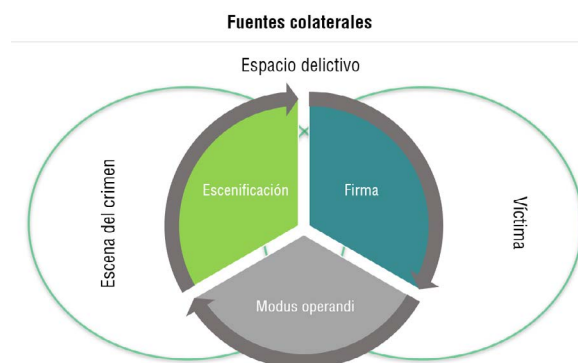 Fuentes colaterales
Espacio delictivo
Escena del crimen
Escenificación
Firma
Víctima
Modus operandi